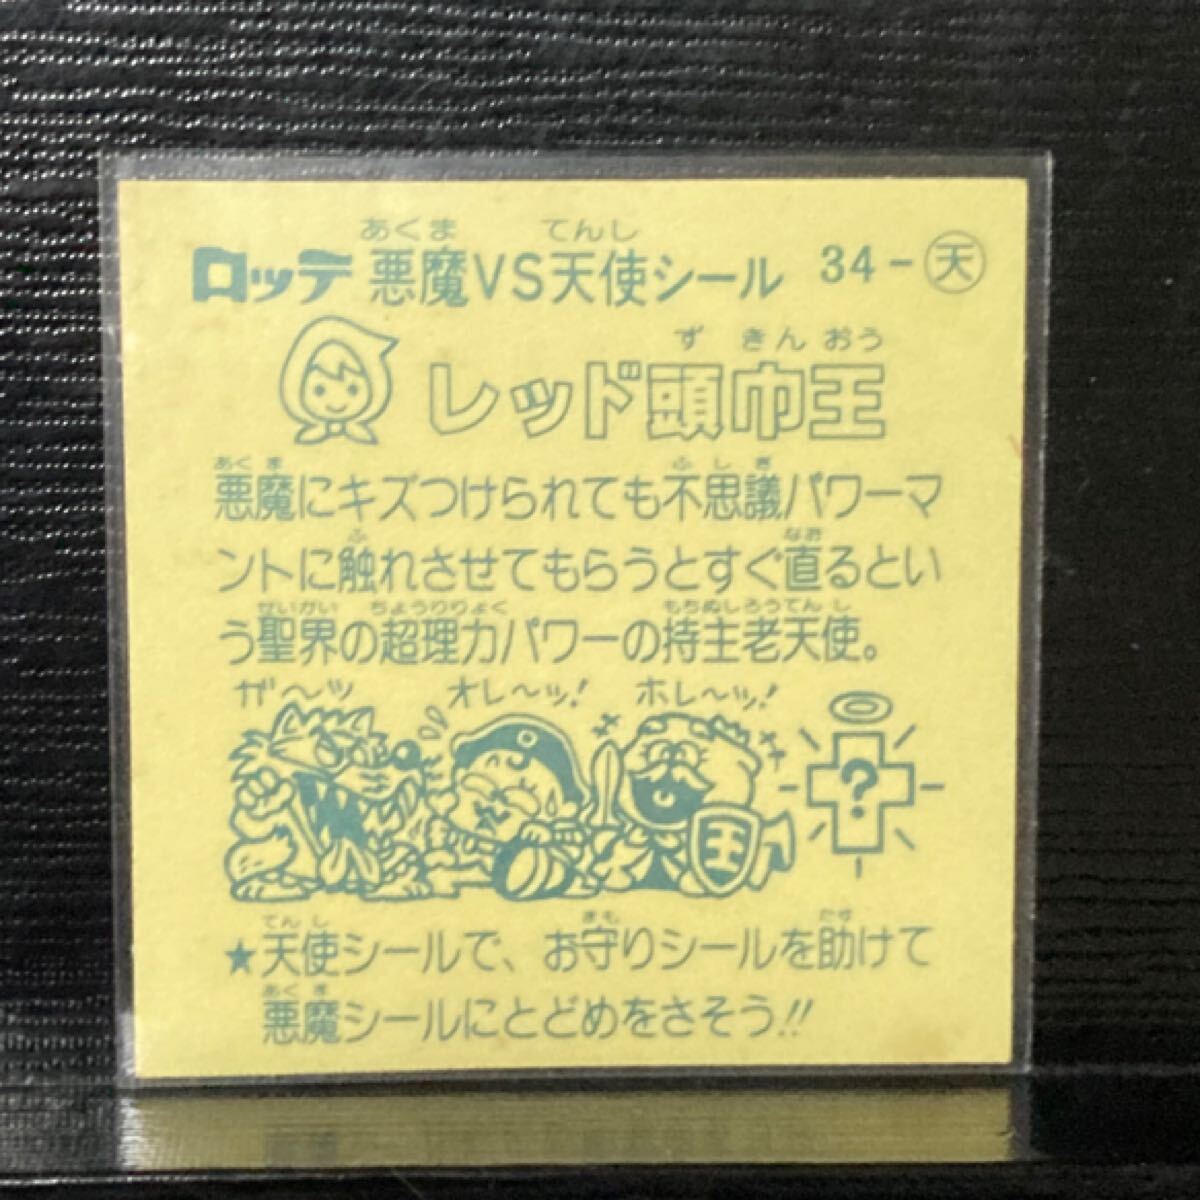 あくま てんし
ロッテ 悪魔VS天使シール 34-天
ずきんおう
レッド頭巾王
あくま ふしぎ
悪魔にキズつけられても不思議パワーマ
ふ なお
ントに触れさせてもらうとすぐ直るとい
せいかい ちょうりりょく もちぬしろうてんし
う聖界の超理力パワーの持主老天使。
ガ〜ッ オレ〜ッ! ホレ〜ッ!
?
王
てんし まも たす
★天使シールで、お守りシールを助けて
あくま
悪魔シールにとどめをさそう!!